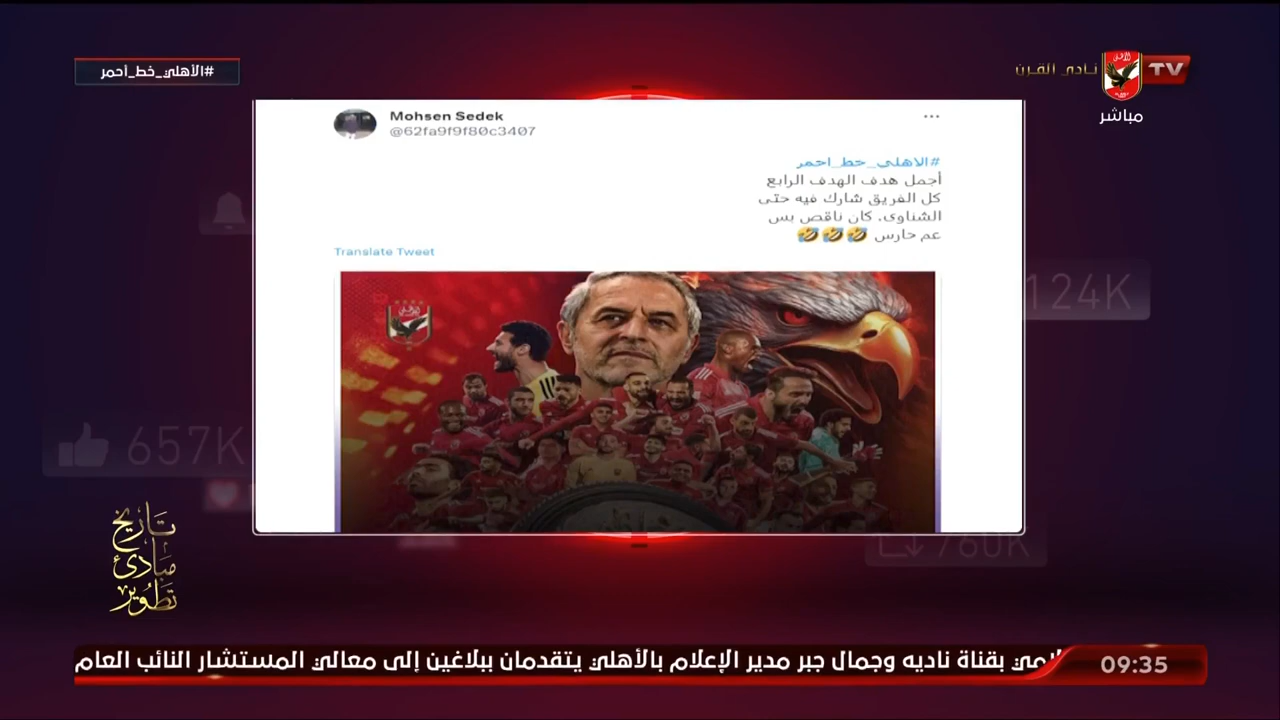 #الأهلي_خط_أحمر
نادي القرن
TV
مباشر
Mohsen Sedek
@62fa9f9f80c3407
#الاهلي_خط_احمر
أجمل هدف الهدف الرابع
كل الفريق شارك فيه حتى
الشناوى. كان ناقص بس
عم حارس 🤣🤣🤣
Translate Tweet
124K
657K
760K
تاريخ
مبادئ
تطوير
بقناة ناديه وجمال جبر مدير الإعلام بالأهلي يتقدمان ببلاغين إلى معالي المستشار النائب العام
09:35